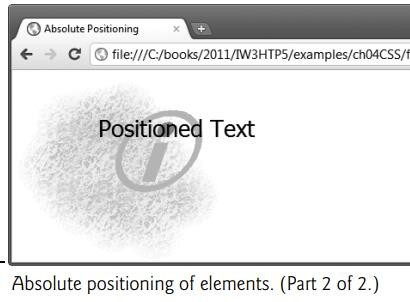 Absolute Positioning
file:///C:/books/2011/IW3HTP5/examples/ch04CSS/f
Positioned Text
i
Absolute positioning of elements. (Part 2 of 2.)